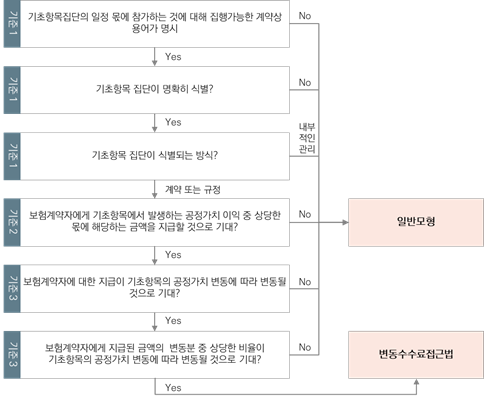 기준1
기초항목집단의 일정 몫에 참가하는 것에 대해 집행가능한 계약상
용어가 명시
No
Yes
기준1
기초항목 집단이 명확히 식별?
No
Yes
기준1
기초항목 집단이 식별되는 방식?
내부
적인
관리
계약 또는 규정
기준2
보험계약자에게 기초항목에서 발생하는 공정가치 이익 중 상당한
몫에 해당하는 금액을 지급할 것으로 기대?
No
일반모형
Yes
기준3
보험계약자에 대한 지급이 기초항목의 공정가치 변동에 따라 변동될
것으로 기대?
No
Yes
기준3
보험계약자에게 지급된 금액의 변동분 중 상당한 비율이
기초항목의 공정가치 변동에 따라 변동될 것으로 기대?
No
변동수수료접근법
Yes